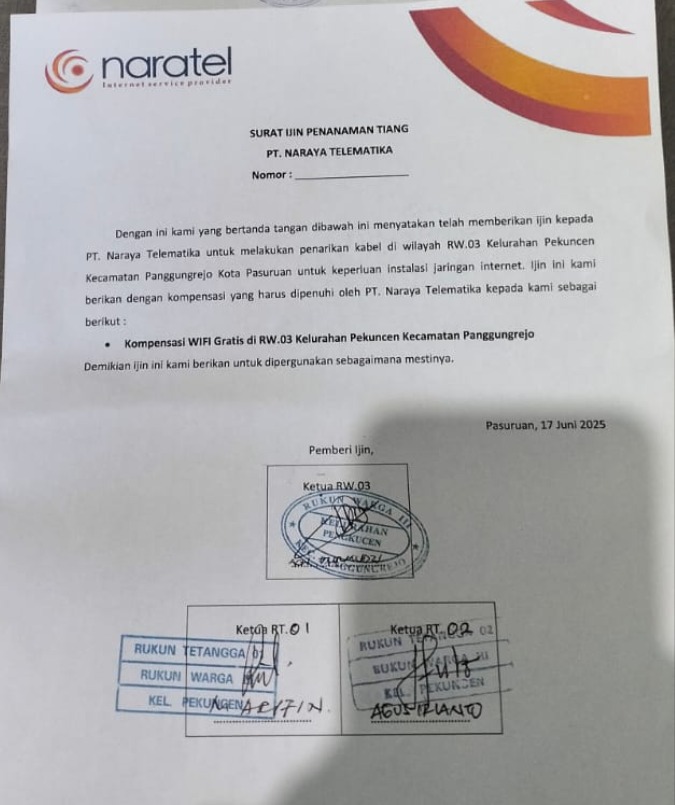 naratel
Internet service provider
SURAT IJIN PENANAMAN TIANG
PT. NARAYA TELEMATIKA
Nomor : ___________________
Dengan ini kami yang bertanda tangan dibawah ini menyatakan telah memberikan ijin kepada
PT. Naraya Telematika untuk melakukan penarikan kabel di wilayah RW.03 Kelurahan Pekuncen
Kecamatan Panggungrejo Kota Pasuruan untuk keperluan instalasi jaringan internet. Ijin ini kami
berikan dengan kompensasi yang harus dipenuhi oleh PT. Naraya Telematika kepada kami sebagai
berikut :
• Kompensasi WIFI Gratis di RW.03 Kelurahan Pekuncen Kecamatan Panggungrejo
Demikian ijin ini kami berikan untuk dipergunakan sebagaimana mestinya.
Pasuruan, 17 Juni 2025
Pemberi Ijin,
Ketua RW.03
RUKUN WARGA III
KELURAHAN
PENGKUCEN
KEC. PANGGUNGREJO
Ketua RT.01
RUKUN TETANGGA 01
RUKUN WARGA
KEL. PEKUNGEN
ARIFIN.
Ketua RT. 02
RUKUN TETANGGA 02
RUKUN WARGA III
KEL. PEKUNCEN
AGUS IRIANTO